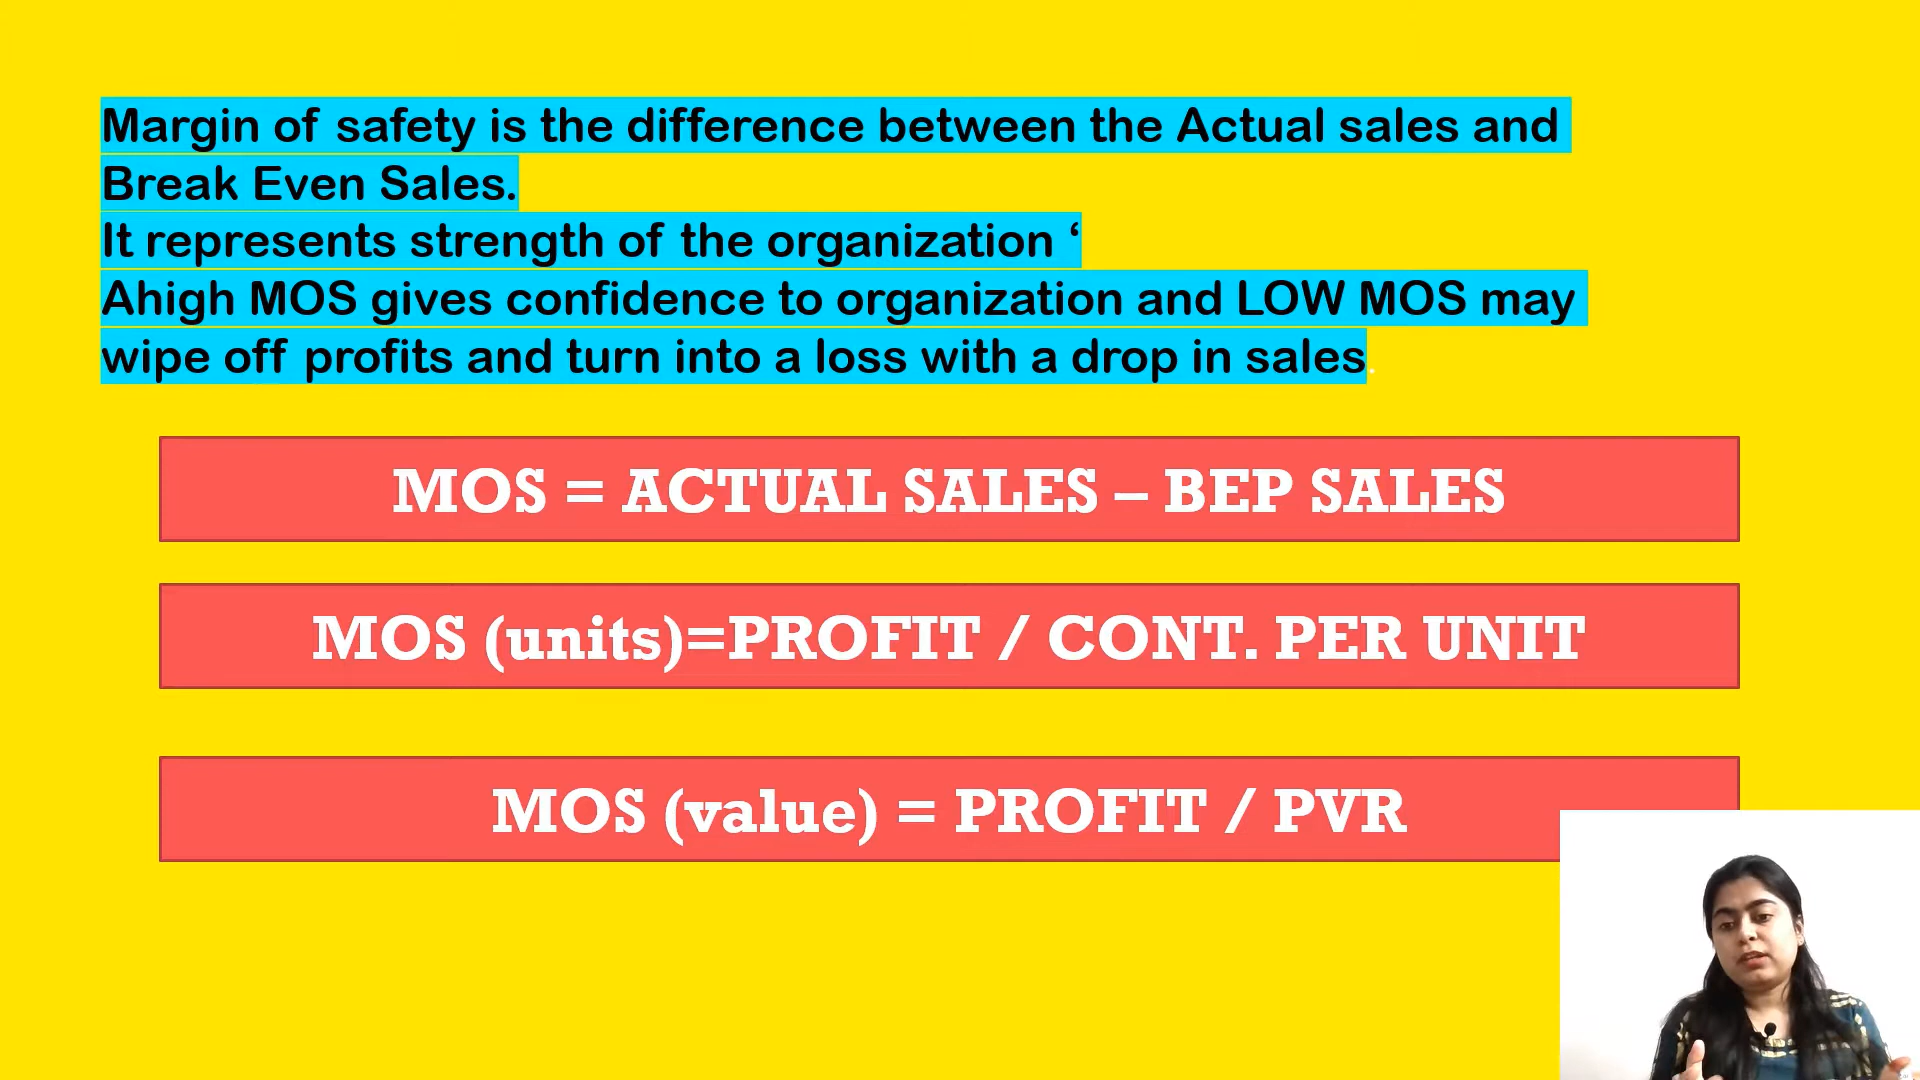 Margin of safety is the difference between the Actual sales and
Break Even Sales.
It represents strength of the organization ‘
Ahigh MOS gives confidence to organization and LOW MOS may
wipe off profits and turn into a loss with a drop in sales.
MOS = ACTUAL SALES – BEP SALES
MOS (units)=PROFIT / CONT. PER UNIT
MOS (value) = PROFIT / PVR